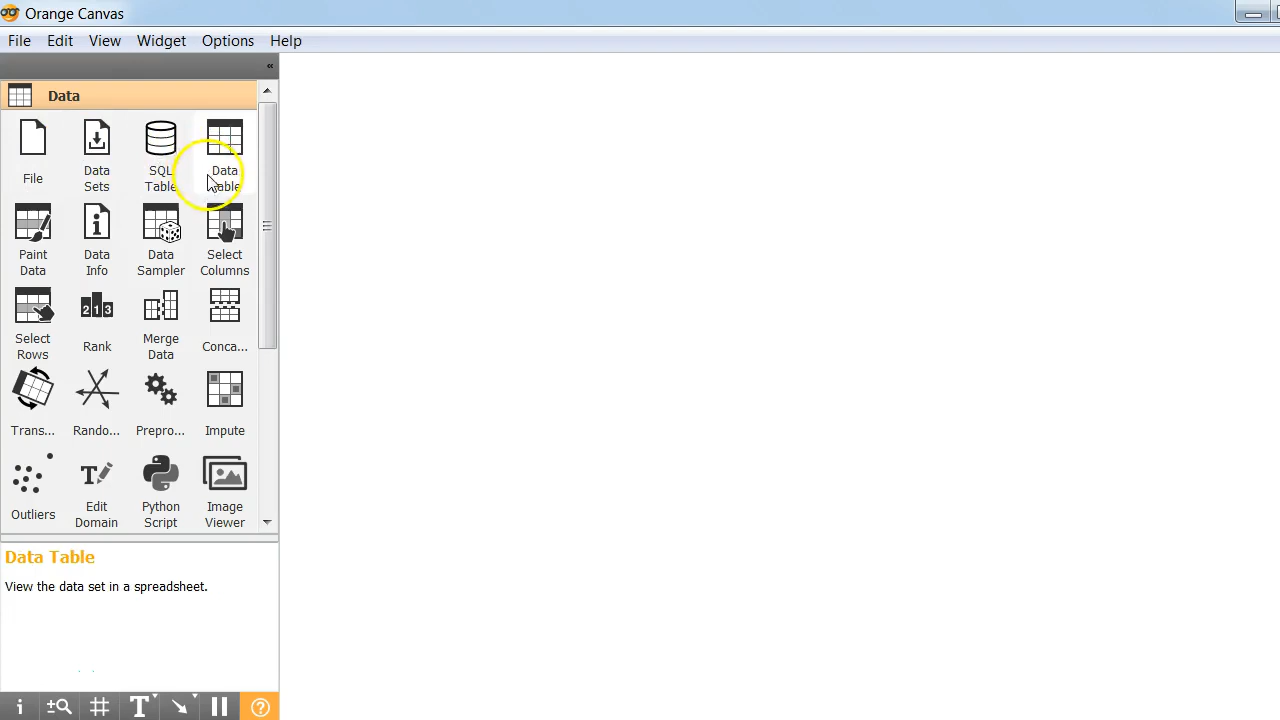 Orange Canvas
File Edit View Widget Options Help
«
Data
File
Data
Sets
SQL
Table
Data
Table
Paint
Data
Data
Info
Data
Sampler
Select
Columns
Select
Rows
Rank
Merge
Data
Conca...
Trans...
Rando...
Prepro...
Impute
Outliers
Edit
Domain
Python
Script
Image
Viewer
Data Table
View the data set in a spreadsheet.